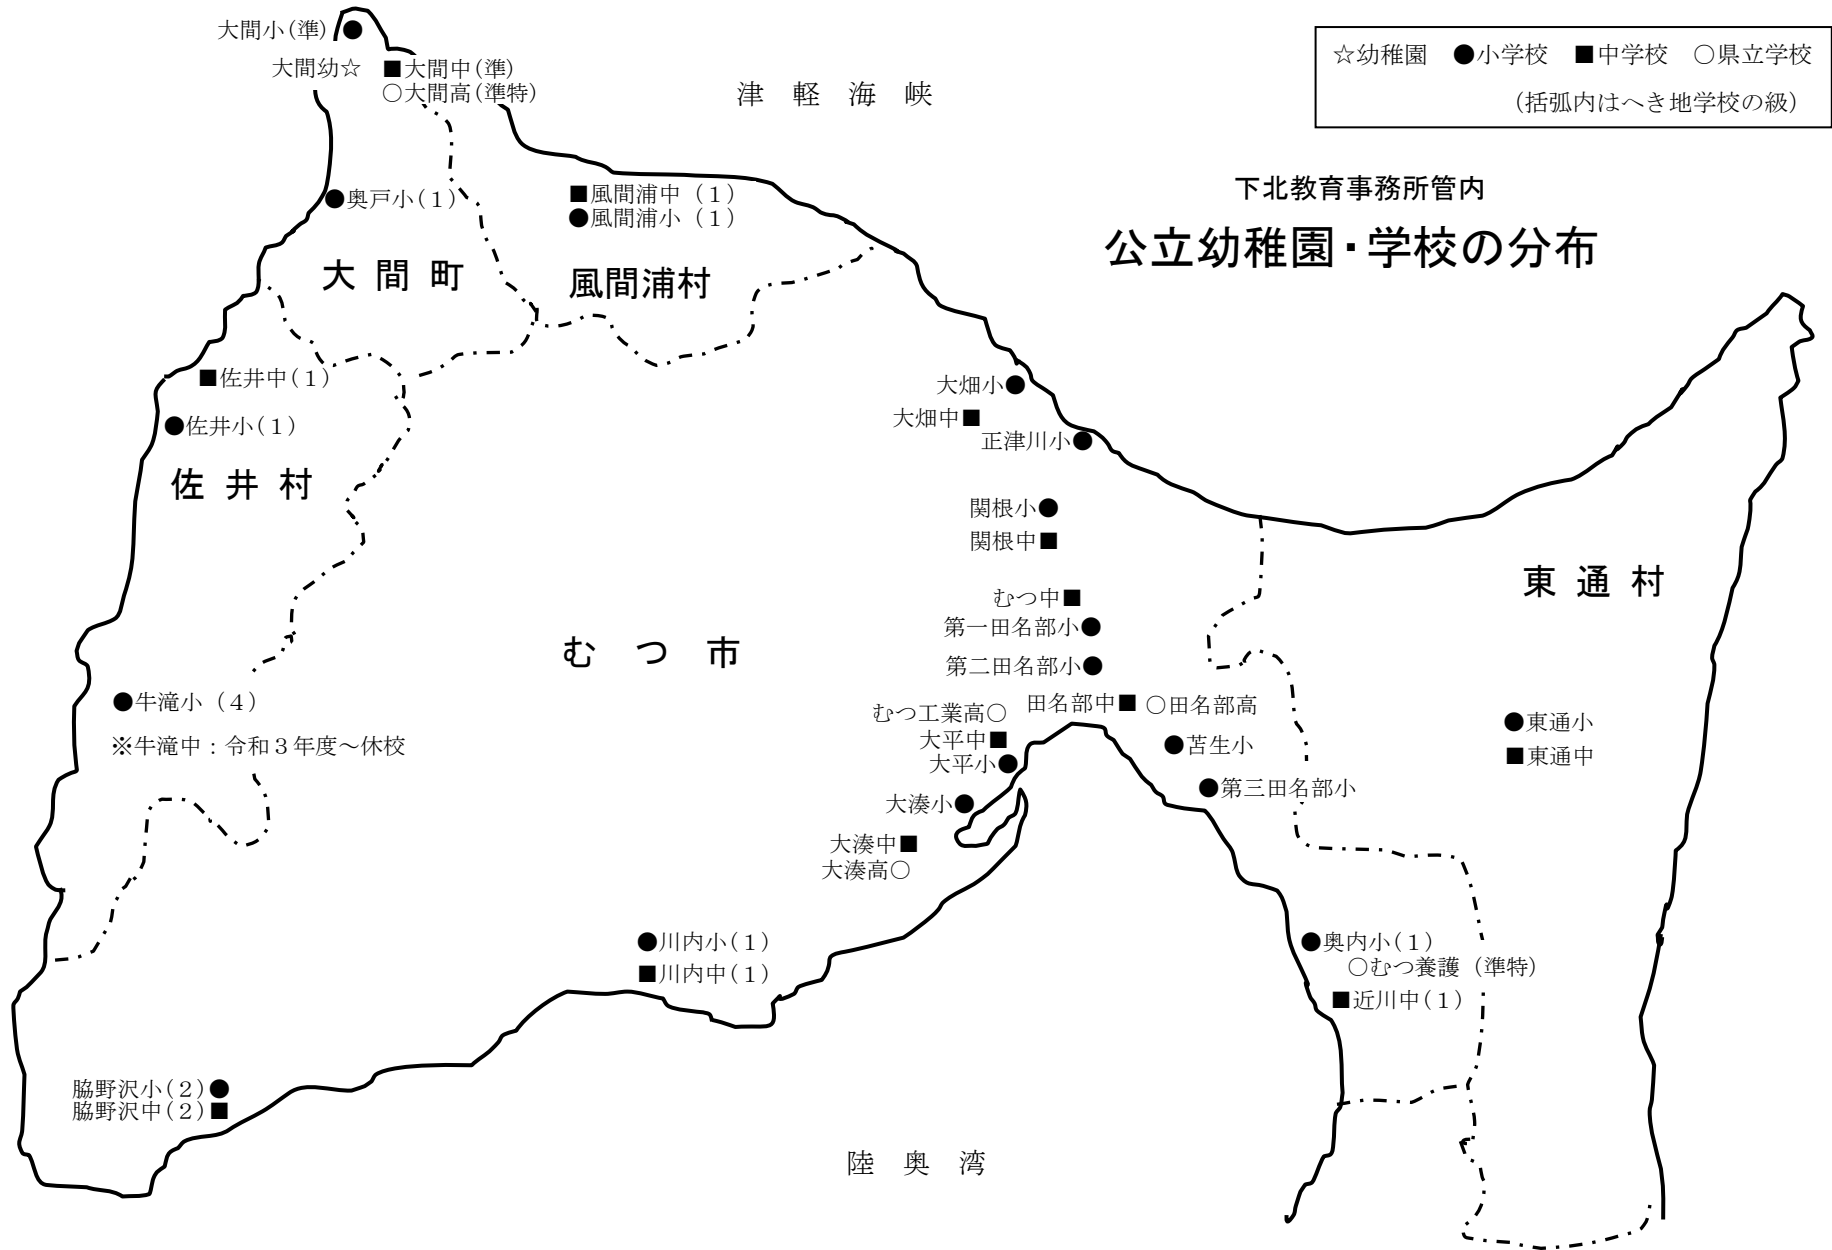 大間小(準)●
☆幼稚園　●小学校　■中学校　○県立学校
(括弧内はへき地学校の級)
大間幼☆
■大間中(準)
○大間高(準特)
津　軽　海　峡
下北教育事務所管内
公立幼稚園・学校の分布
●奥戸小(１)
■風間浦中（１）
●風間浦小（１）
大 間 町
風間浦村
■佐井中(１)
●佐井小(１)
佐 井 村
大畑小●
大畑中■
正津川小●
関根小●
関根中■
東 通 村
むつ中■
第一田名部小●
む　つ　市
第二田名部小●
●牛滝小（４）
※牛滝中：令和３年度～休校
田名部中■
○田名部高
むつ工業高○
大平中■
大平小●
●苫生小
●東通小
■東通中
●第三田名部小
大湊小●
大湊中■
大湊高○
●川内小(１)
■川内中(１)
●奥内小(１)
○むつ養護（準特）
■近川中(１)
脇野沢小(２)●
脇野沢中(２)■
陸　奥　湾